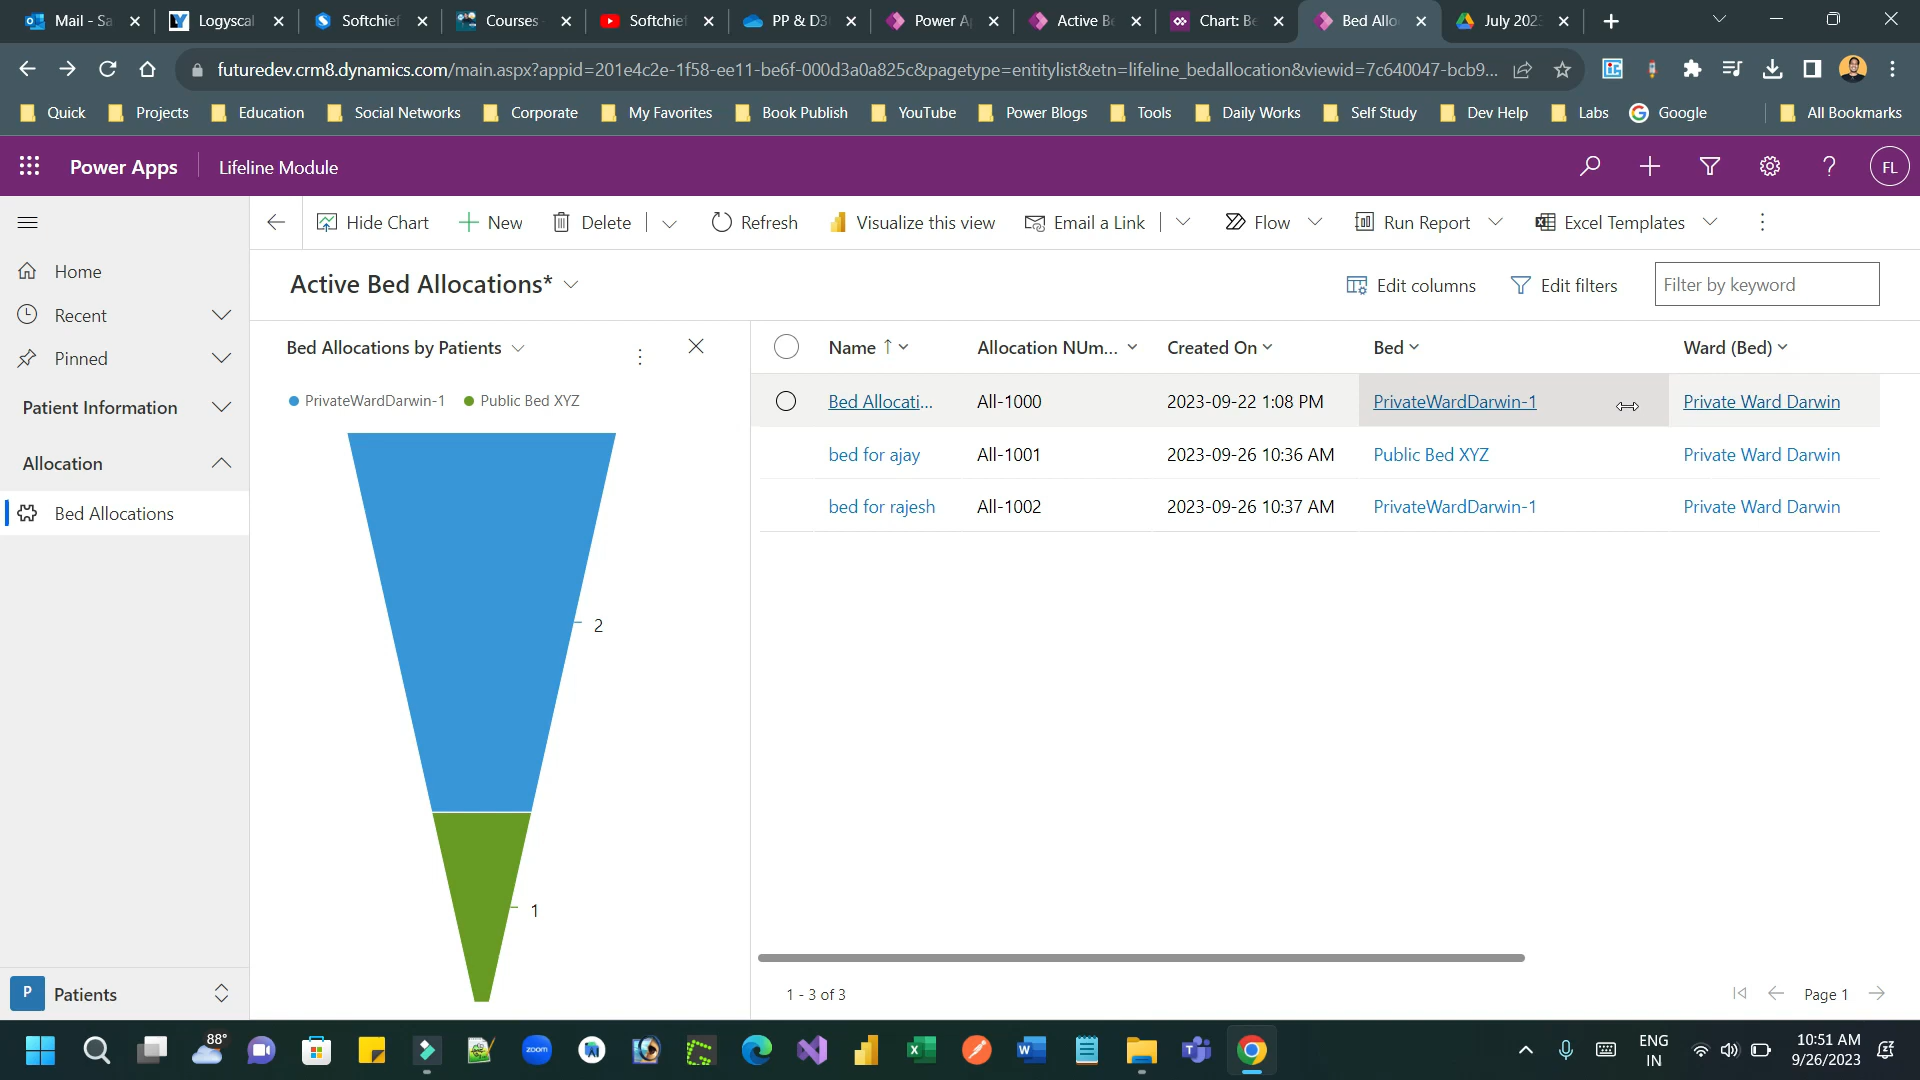 Mail - Sa
Logyscal
Softchief
Courses
Softchief
PP & D3
Power A
Active Be
Chart: Be
Bed Allo
July 202
futuredev.crm8.dynamics.com/main.aspx?appid=201e4c2e-1f58-ee11-be6f-000d3a0a825c&pagetype=entitylist&etn=lifeline_bedallocation&viewid=7c640047-bcb9...
Quick
Projects
Education
Social Networks
Corporate
My Favorites
Book Publish
YouTube
Power Blogs
Tools
Daily Works
Self Study
Dev Help
Labs
Google
All Bookmarks
Power Apps
Lifeline Module
FL
Hide Chart
New
Delete
Refresh
Visualize this view
Email a Link
Flow
Run Report
Excel Templates
Home
Recent
Pinned
Patient Information
Allocation
Bed Allocations
P
Patients
Active Bed Allocations*
Edit columns
Edit filters
Filter by keyword
Bed Allocations by Patients
PrivateWardDarwin-1
Public Bed XYZ
2
1
Name
Allocation NUm...
Created On
Bed
Ward (Bed)
Bed Allocati...
All-1000
2023-09-22 1:08 PM
PrivateWardDarwin-1
Private Ward Darwin
bed for ajay
All-1001
2023-09-26 10:36 AM
Public Bed XYZ
Private Ward Darwin
bed for rajesh
All-1002
2023-09-26 10:37 AM
PrivateWardDarwin-1
Private Ward Darwin
1 - 3 of 3
Page 1
88°
zoom
ENG
IN
10:51 AM
9/26/2023